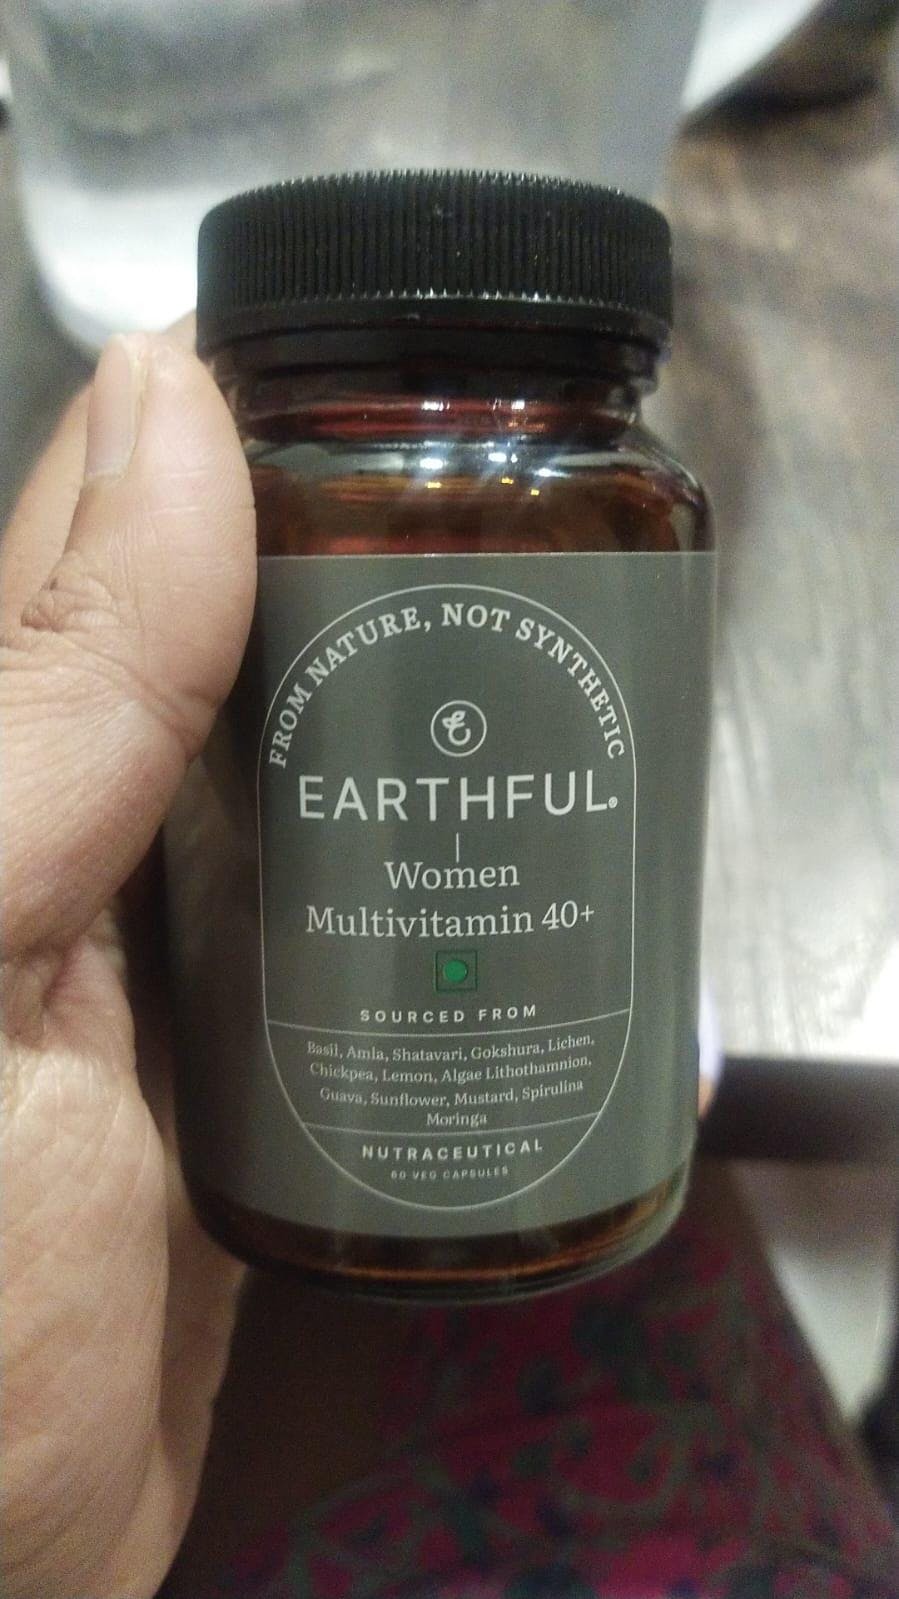 FROM NATURE, NOT SYNTHETIC
EARTHFUL®
Women
Multivitamin 40+
SOURCED FROM
Basil, Amla, Shatavari, Gokshura, Lichen,
Chickpea, Lemon, Algae Lithothamnion,
Guava, Sunflower, Mustard, Spirulina
Moringa
NUTRACEUTICAL
60 VEG CAPSULES